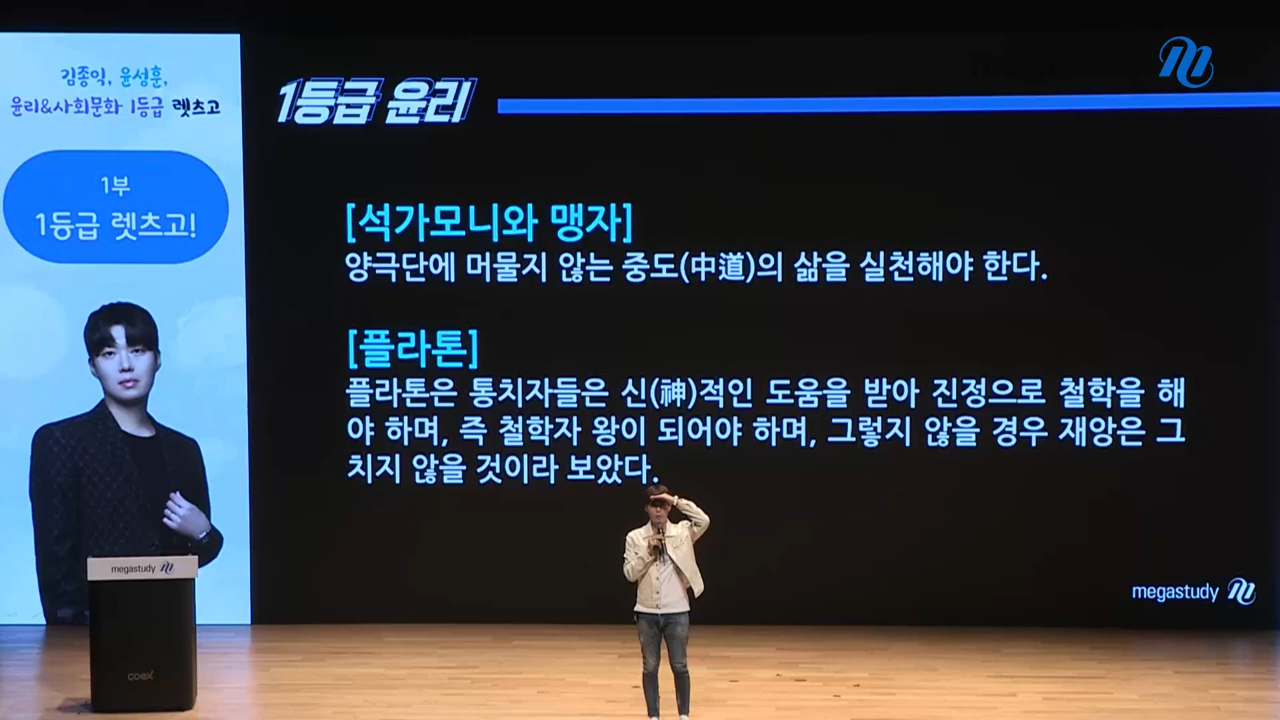 김종익, 윤성훈,
윤리&사회문화 1등급 렛츠고
1부
1등급 렛츠고!
1등급 윤리
[석가모니와 맹자]
양극단에 머물지 않는 중도(中道)의 삶을 실천해야 한다.
[플라톤]
플라톤은 통치자들은 신(神)적인 도움을 받아 진정으로 철학을 해
야 하며, 즉 철학자 왕이 되어야 하며, 그렇지 않을 경우 재앙은 그
치지 않을 것이라 보았다.
megastudy
megastudy
coex